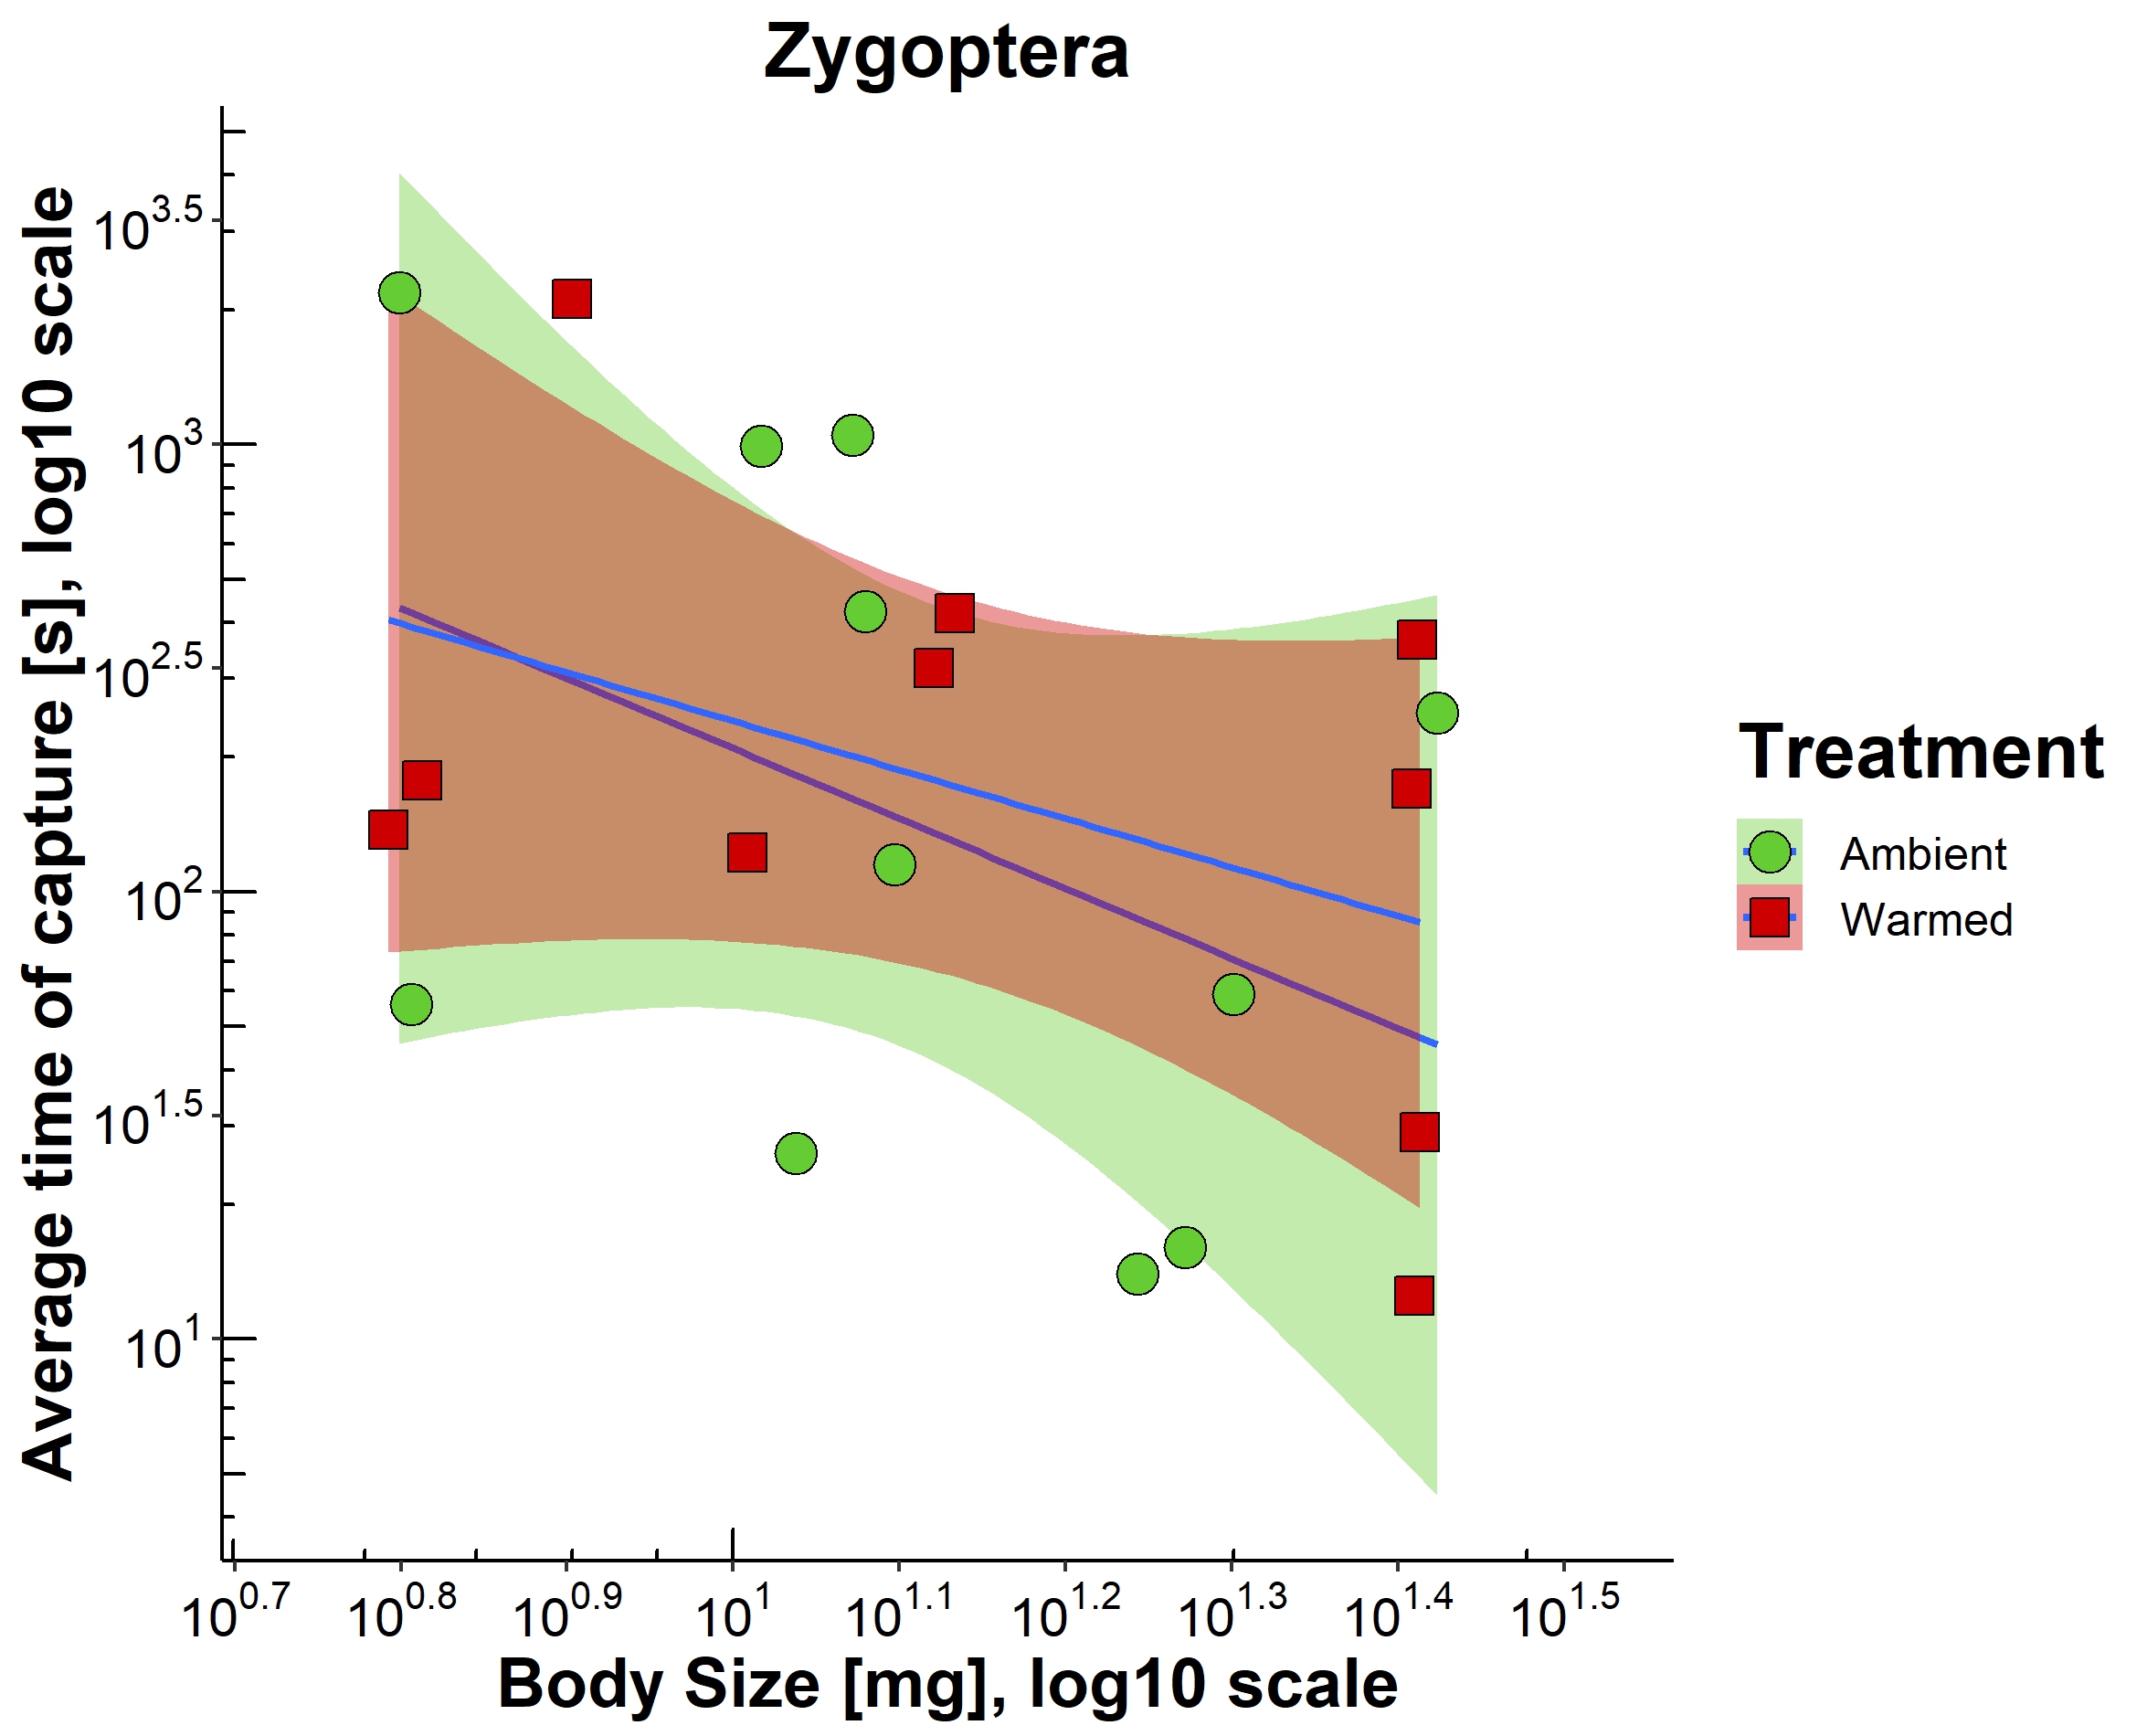 Zygoptera
Average time of capture [s], log10 scale
10^3.5
10^3
10^2.5
10^2
10^1.5
10^1
10^0.7 10^0.8 10^0.9 10^1 10^1.1 10^1.2 10^1.3 10^1.4 10^1.5
Body Size [mg], log10 scale
Treatment
Ambient
Warmed